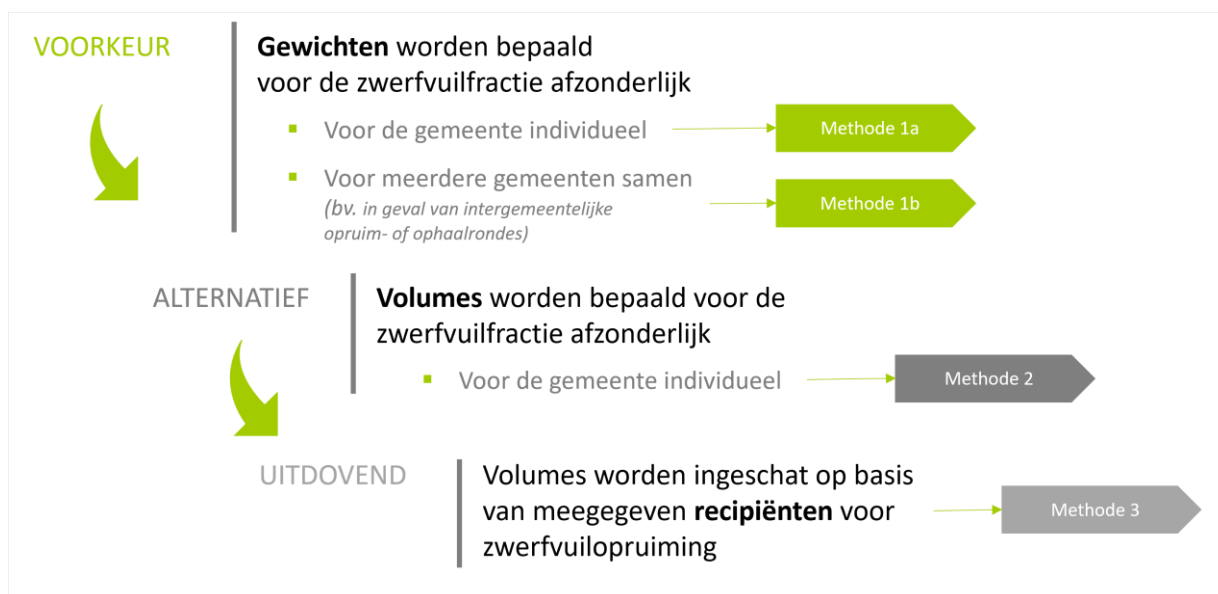 VOORKEUR
Gewichten worden bepaald
voor de zwerfvuilfractie afzonderlijk
▪ Voor de gemeente individueel
Methode 1a
▪ Voor meerdere gemeenten samen
(bv. in geval van intergemeentelijke
opruim- of ophaalrondes)
Methode 1b
ALTERNATIEF
Volumes worden bepaald voor de
zwerfvuilfractie afzonderlijk
▪ Voor de gemeente individueel
Methode 2
UITDOVEND
Volumes worden ingeschat op basis
van meegegeven recipiënten voor
zwerfvuilopruiming
Methode 3